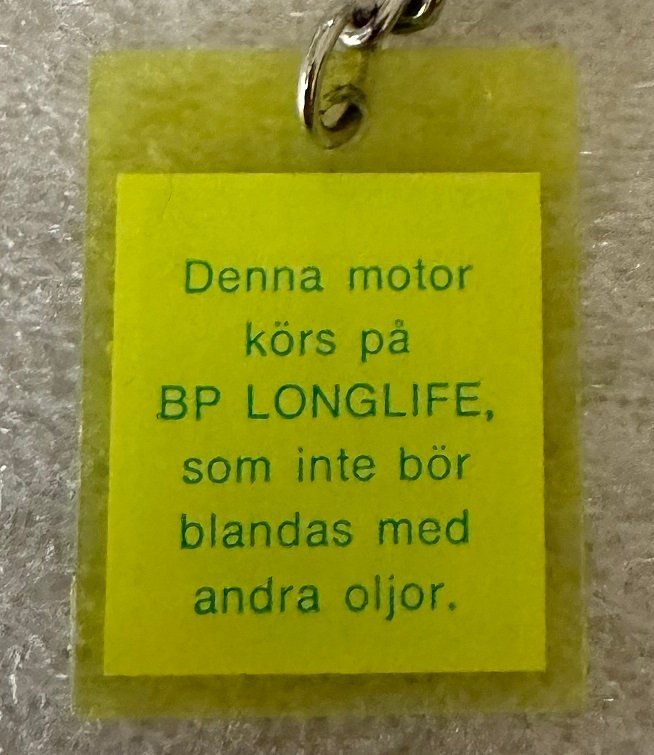 Denna motor
körs på
BP LONGLIFE,
som inte bör
blandas med
andra oljor.